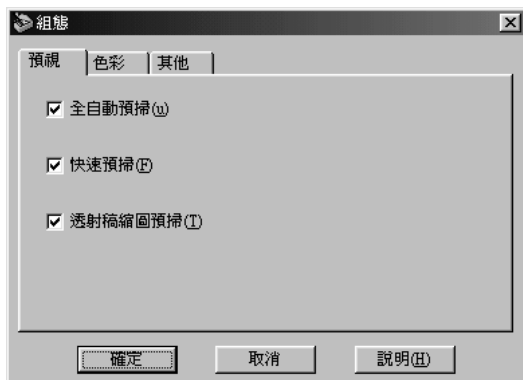 組態
預視 色彩 其他
全自動預掃(u)
快速預掃(F)
透射稿縮圖預掃(T)
確定 取消 說明(H)